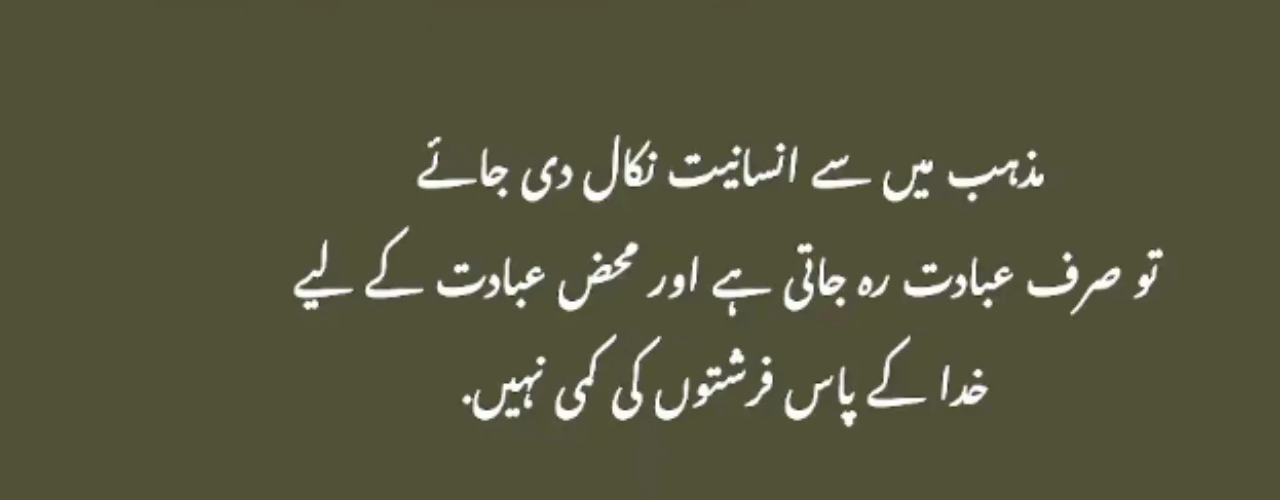 مذہب میں سے انسانیت نکال دی جائے
تو صرف عبادت رہ جاتی ہے اور محض عبادت کے لیے
خدا کے پاس فرشتوں کی کمی نہیں.